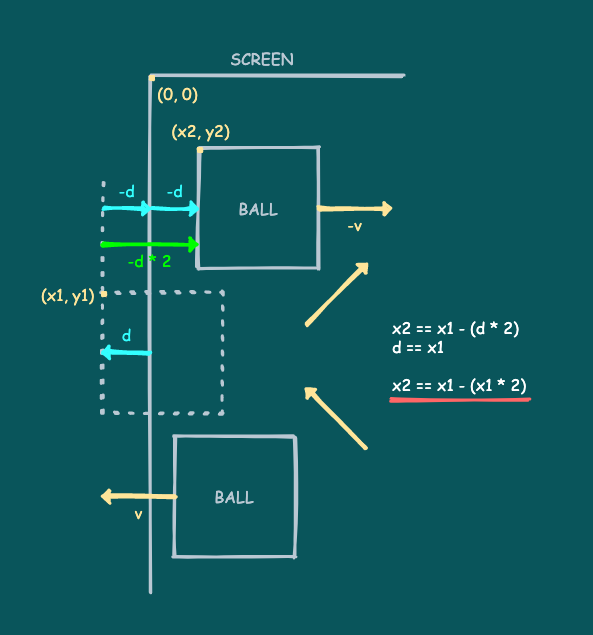 SCREEN
(0, 0)
(x2, y2)
-d
-d
BALL
-v
-d * 2
(x1, y1)
d
x2 == x1 - (d * 2)
d == x1
x2 == x1 - (x1 * 2)
BALL
v